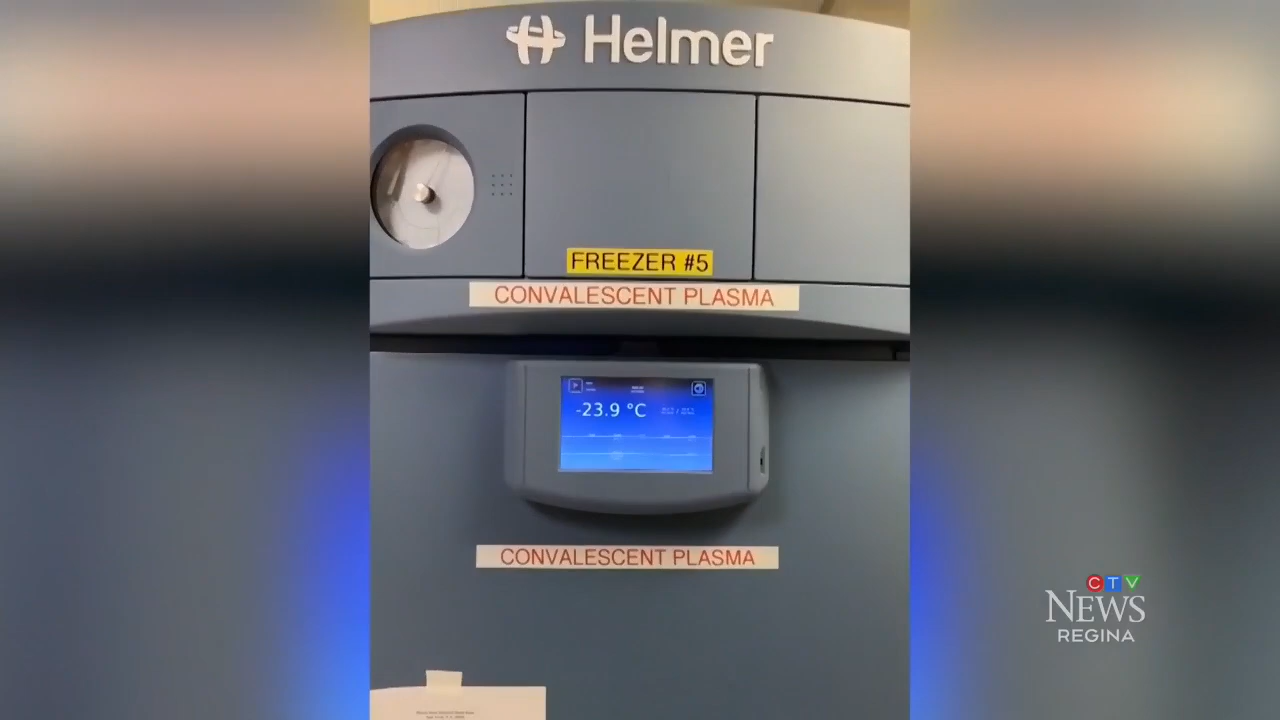 Helmer
FREEZER #5
CONVALESCENT PLASMA
-23.9 °C
CONVALESCENT PLASMA
CTV
NEWS
REGINA